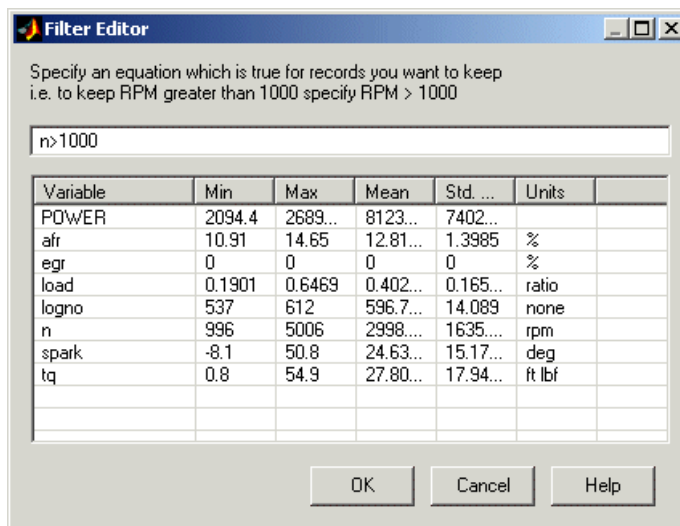 Filter Editor
Specify an equation which is true for records you want to keep
i.e. to keep RPM greater than 1000 specify RPM > 1000
n>1000
Variable Min Max Mean Std. ... Units
POWER 2094.4 2689... 8123... 7402...
afr 10.91 14.65 12.81... 1.3985 %
egr 0 0 0 0 %
load 0.1901 0.6469 0.402... 0.165... ratio
logno 537 612 596.7... 14.089 none
n 996 5006 2998.... 1635.... rpm
spark -8.1 50.8 24.63... 15.17... deg
tq 0.8 54.9 27.80... 17.94... ft lbf
OK Cancel Help